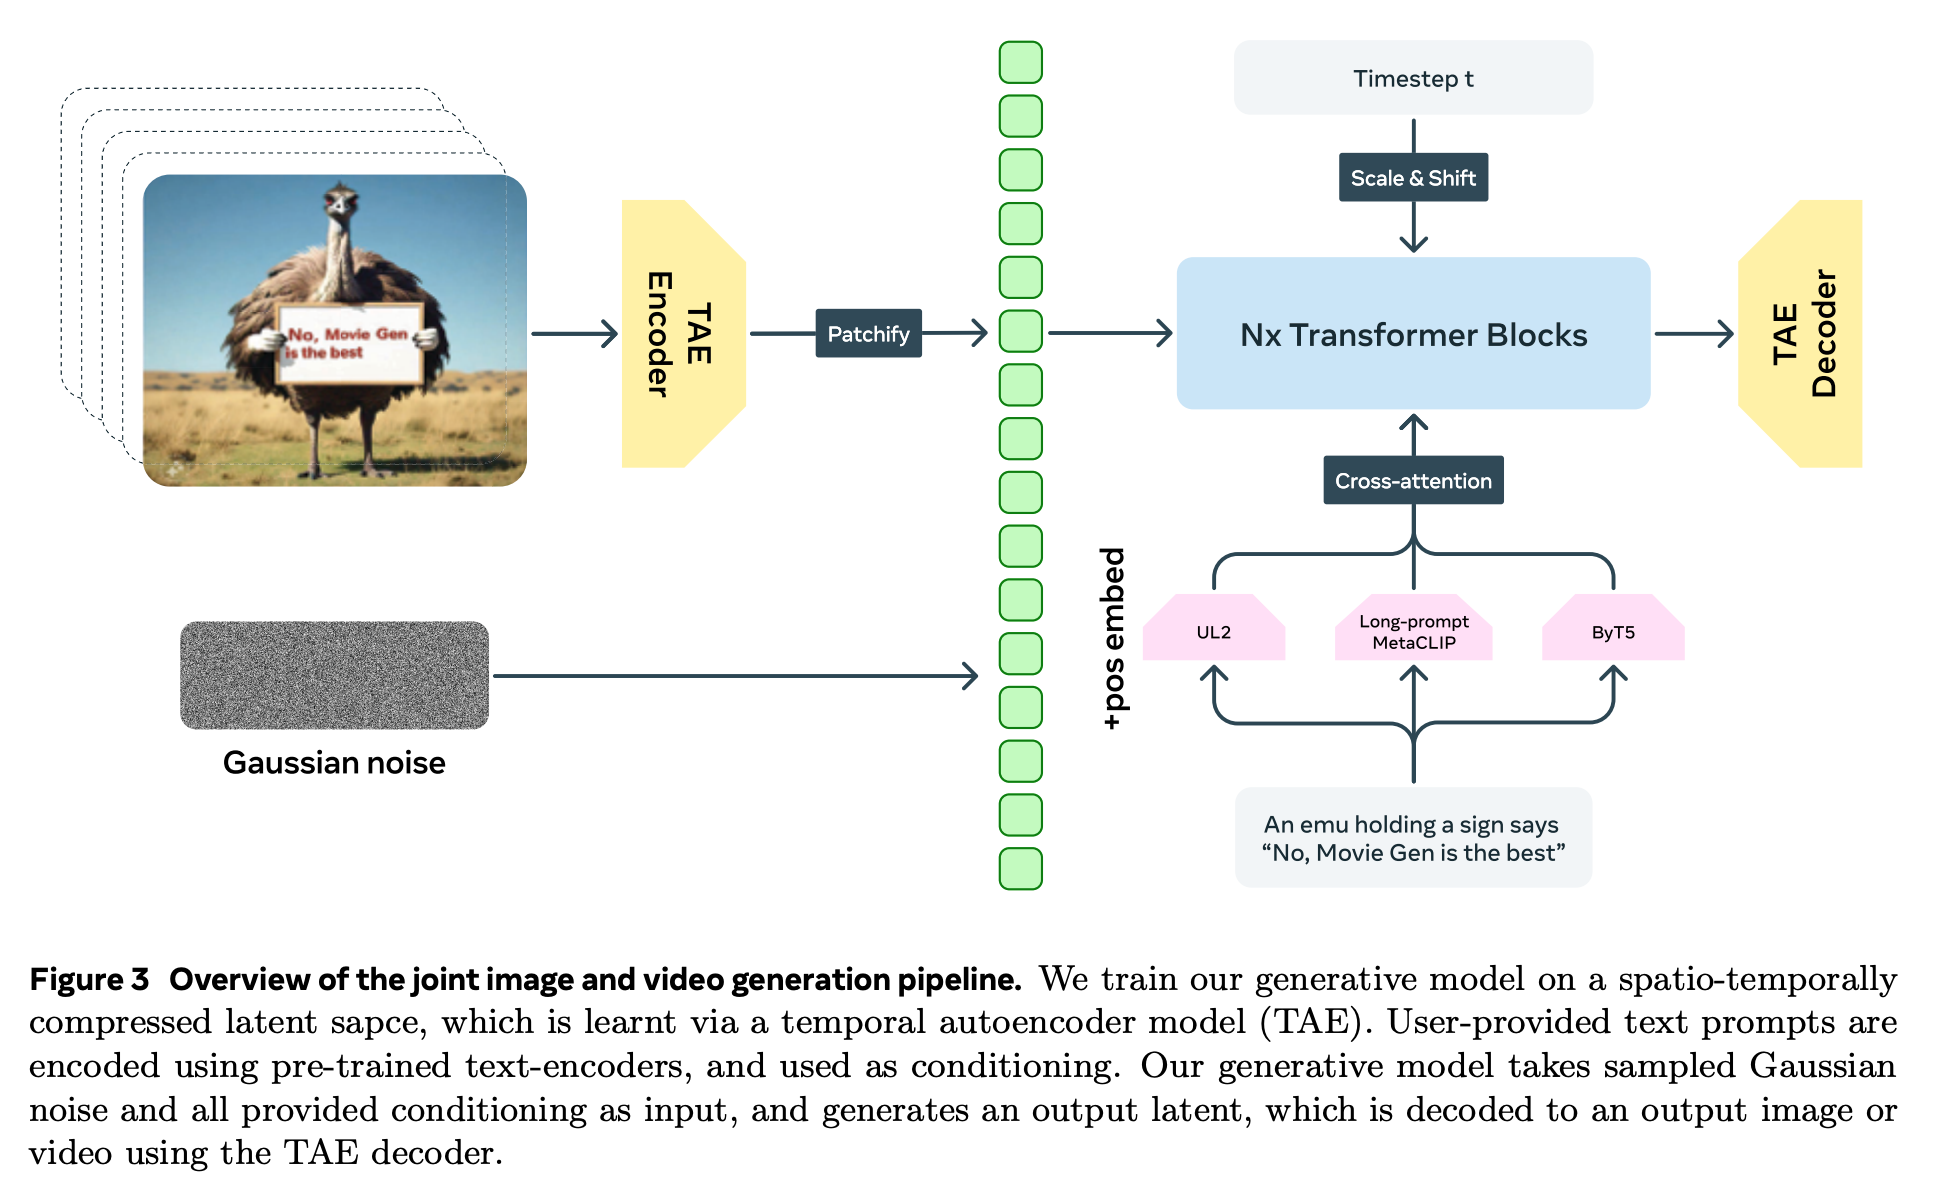 No, Movie Gen
is the best
TAE
Encoder
Patchify
Gaussian noise
+pos embed
Timestep t
Scale & Shift
Nx Transformer Blocks
TAE
Decoder
Cross-attention
UL2
Long-prompt
MetaCLIP
ByT5
An emu holding a sign says
“No, Movie Gen is the best”
Figure 3 Overview of the joint image and video generation pipeline. We train our generative model on a spatio-temporally
compressed latent sapce, which is learnt via a temporal autoencoder model (TAE). User-provided text prompts are
encoded using pre-trained text-encoders, and used as conditioning. Our generative model takes sampled Gaussian
noise and all provided conditioning as input, and generates an output latent, which is decoded to an output image or
video using the TAE decoder.